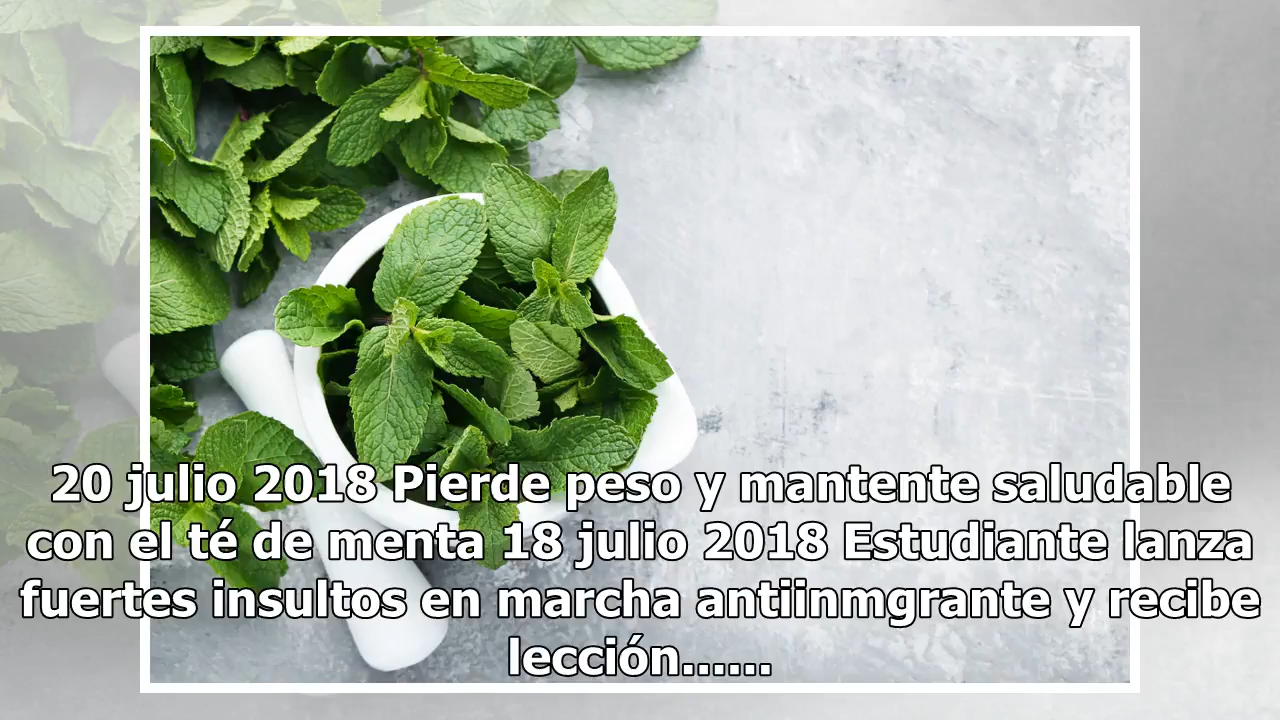 20 julio 2018 Pierde peso y mantente saludable
con el té de menta 18 julio 2018 Estudiante lanza
fuertes insultos en marcha antiinmgrante y recibe
lección......